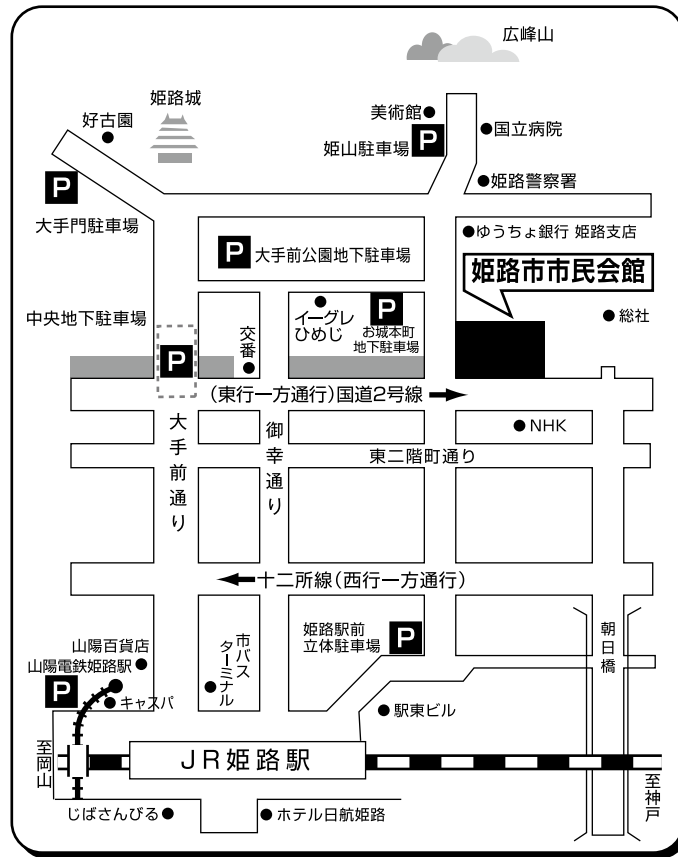 広峰山
姫路城
美術館
好古園
国立病院
P
姫山駐車場
姫路警察署
P
大手門駐車場
ゆうちょ銀行 姫路支店
P
大手前公園地下駐車場
姫路市市民会館
中央地下駐車場
P
交番
イーグレ
ひめじ
P
お城本町
地下駐車場
総社
(東行一方通行)国道2号線
大手前通り
御幸通り
NHK
東二階町通り
十二所線(西行一方通行)
姫路駅前
立体駐車場
P
朝日橋
山陽百貨店
山陽電鉄姫路駅
P
キャスパ
市バス
ターミナル
駅東ビル
至岡山
JR姫路駅
至神戸
じばさんびる
ホテル日航姫路